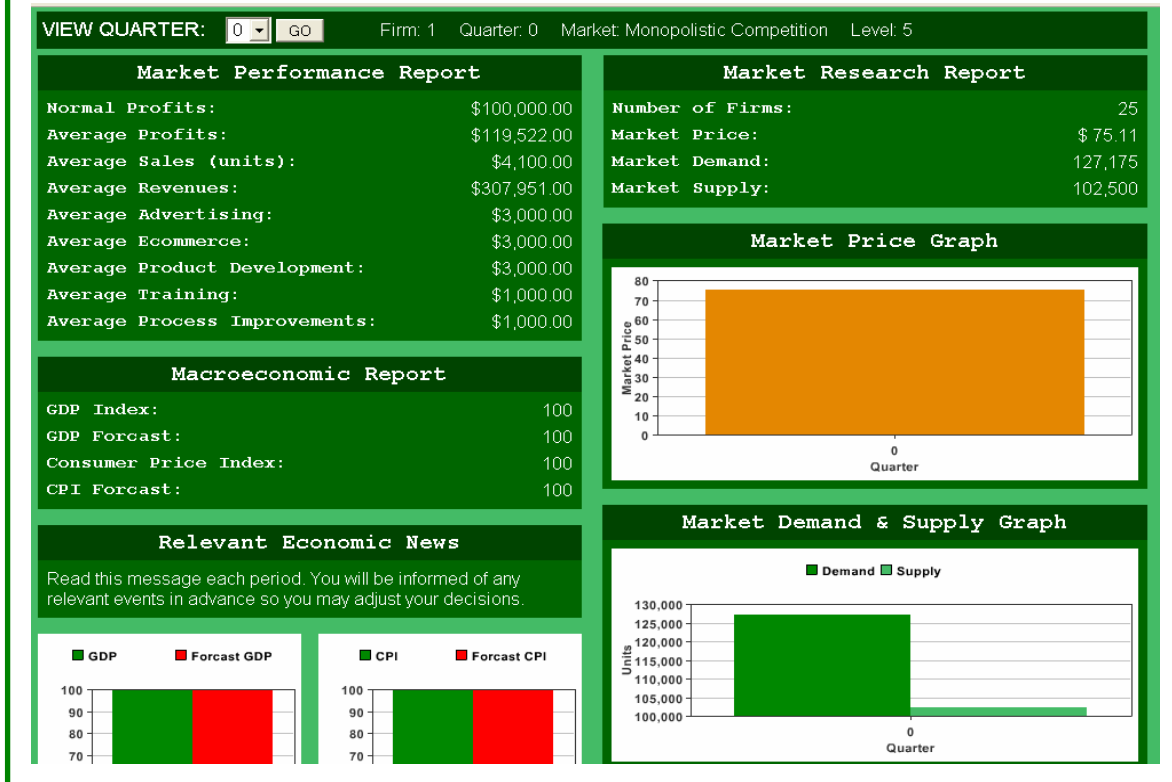 VIEW QUARTER: 0 GO Firm: 1 Quarter: 0 Market: Monopolistic Competition Level: 5
Market Performance Report
Normal Profits: $100,000.00
Average Profits: $119,522.00
Average Sales (units): $4,100.00
Average Revenues: $307,951.00
Average Advertising: $3,000.00
Average Ecommerce: $3,000.00
Average Product Development: $3,000.00
Average Training: $1,000.00
Average Process Improvements: $1,000.00
Macroeconomic Report
GDP Index: 100
GDP Forcast: 100
Consumer Price Index: 100
CPI Forcast: 100
Relevant Economic News
Read this message each period. You will be informed of any
relevant events in advance so you may adjust your decisions.
GDP Forcast GDP
100
90
80
70
CPI Forcast CPI
100
90
80
70
Market Research Report
Number of Firms: 25
Market Price: $ 75.11
Market Demand: 127,175
Market Supply: 102,500
Market Price Graph
Market Price
80
70
60
50
40
30
20
10
0
0
Quarter
Market Demand & Supply Graph
Demand Supply
Units
130,000
125,000
120,000
115,000
110,000
105,000
100,000
0
Quarter